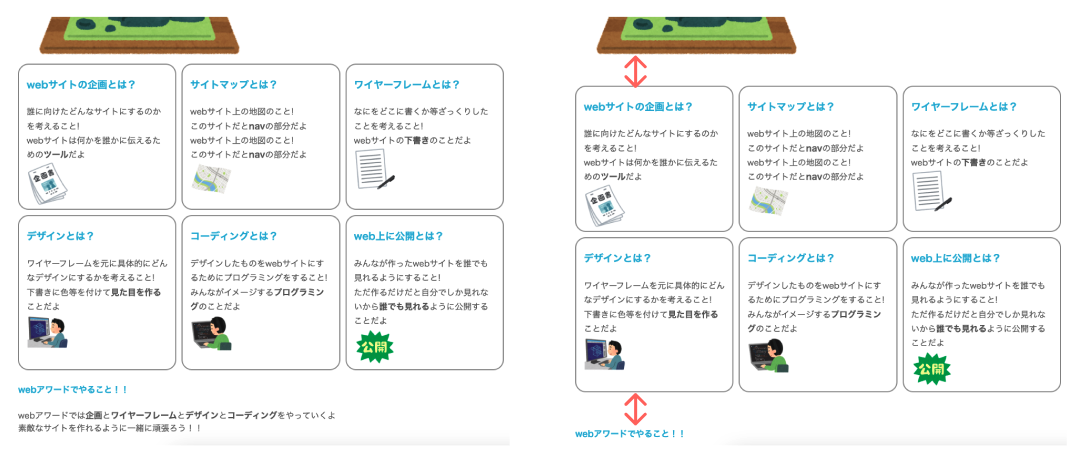 webサイトの企画とは？
誰に向けたどんなサイトにするのか
を考えること!
webサイトは何かを誰かに伝えるた
めのツールだよ
企画書
サイトマップとは？
webサイト上の地図のこと!
このサイトだとnavの部分だよ
webサイト上の地図のこと!
このサイトだとnavの部分だよ
ワイヤーフレームとは？
なにをどこに書くか等ざっくりした
ことを考えること!
webサイトの下書きのことだよ
デザインとは？
ワイヤーフレームを元に具体的にどん
なデザインにするかを考えること!
下書きに色等を付けて見た目を作る
ことだよ
コーディングとは？
デザインしたものをwebサイトにす
るためにプログラミングをすること!
みんながイメージするプログラミン
グのことだよ
web上に公開とは？
みんなが作ったwebサイトを誰でも
見れるようにすること!
ただ作るだけだと自分でしか見れな
いから誰でも見れるように公開する
ことだよ
公開
webアワードでやること！！
webアワードでは企画とワイヤーフレームとデザインとコーディングをやっていくよ
素敵なサイトを作れるように一緒に頑張ろう！！
webサイトの企画とは？
誰に向けたどんなサイトにするのか
を考えること!
webサイトは何かを誰かに伝えるた
めのツールだよ
企画書
サイトマップとは？
webサイト上の地図のこと!
このサイトだとnavの部分だよ
webサイト上の地図のこと!
このサイトだとnavの部分だよ
ワイヤーフレームとは？
なにをどこに書くか等ざっくりした
ことを考えること!
webサイトの下書きのことだよ
デザインとは？
ワイヤーフレームを元に具体的にどん
なデザインにするかを考えること!
下書きに色等を付けて見た目を作る
ことだよ
コーディングとは？
デザインしたものをwebサイトにす
るためにプログラミングをすること!
みんながイメージするプログラミン
グのことだよ
web上に公開とは？
みんなが作ったwebサイトを誰でも
見れるようにすること!
ただ作るだけだと自分でしか見れな
いから誰でも見れるように公開する
ことだよ
公開
webアワードでやること！！